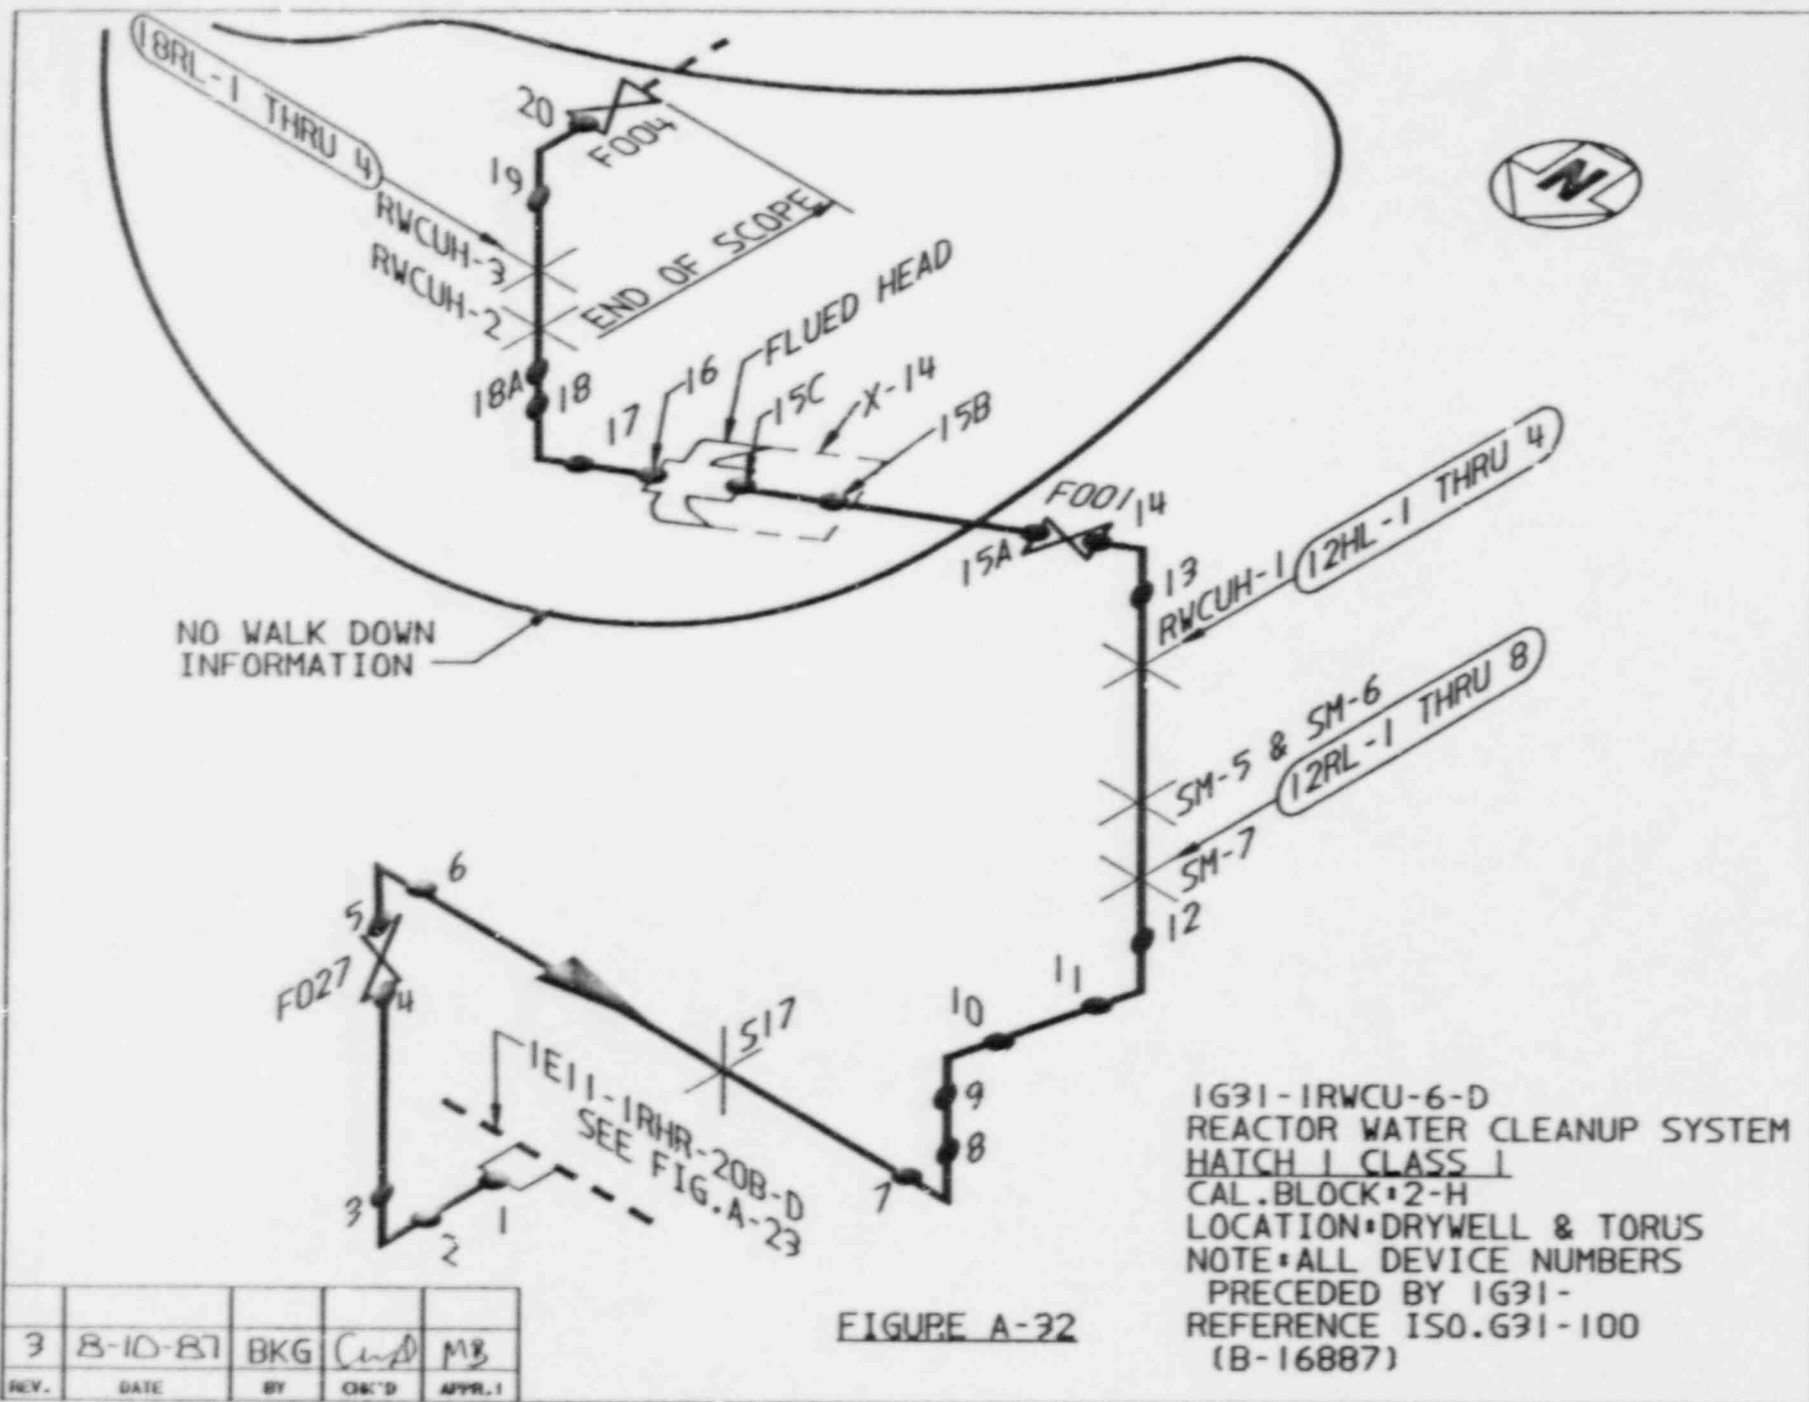 18RL-1 THRU 4
20
F004
19
RWCUH-3
RWCUH-2
END OF SCOPE
N
FLUED HEAD
18A
18
17
16
15C
X-14
15B
F001
14
15A
13
RWCUH-1
12HL-1 THRU 4
NO WALK DOWN
INFORMATION
SM-5 & SM-6
12RL-1 THRU 8
SM-7
12
6
5
F027
4
11
10
S17
9
8
7
1E11-1RHR-20B-D
SEE FIG.A-23
3
2
1
1G31-1RWCU-6-D
REACTOR WATER CLEANUP SYSTEM
HATCH 1 CLASS 1
CAL.BLOCK:2-H
LOCATION:DRYWELL & TORUS
NOTE:ALL DEVICE NUMBERS
PRECEDED BY 1G31-
REFERENCE ISO.G31-100
(B-16887)
FIGURE A-32
3 8-10-87 BKG MB
REV. DATE BY CHK'D APPR.1